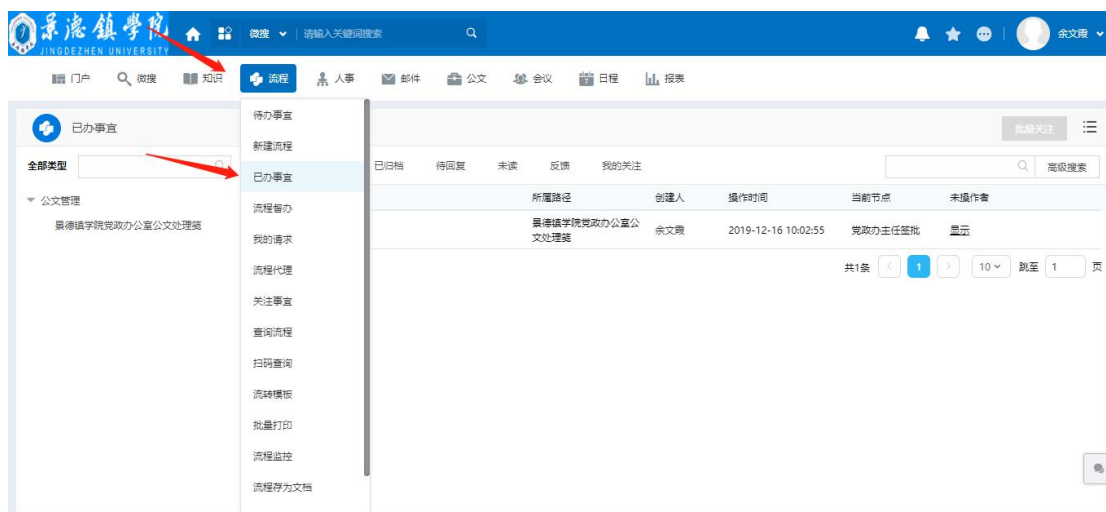 景德鎮學院
JINGDEZHEN UNIVERSITY
微搜 请输入关键词搜索 余文霞
门户 微搜 知识 流程 人事 邮件 公文 会议 日程 报表
待办事宜
新建流程
已办事宜
流程督办
我的请求
流程代理
关注事宜
查询流程
扫码查询
流转模板
批量打印
流程监控
流程存为文档
已办事宜 批量关注
全部类型 已归档 待回复 未读 反馈 我的关注 高级搜索
公文管理
景德镇学院党政办公室公文处理笺
所属路径 创建人 操作时间 当前节点 未操作者
景德镇学院党政办公室公
文处理笺
余文霞 2019-12-16 10:02:55 党政办主任签批 显示
共1条 1 10 跳至 1 页